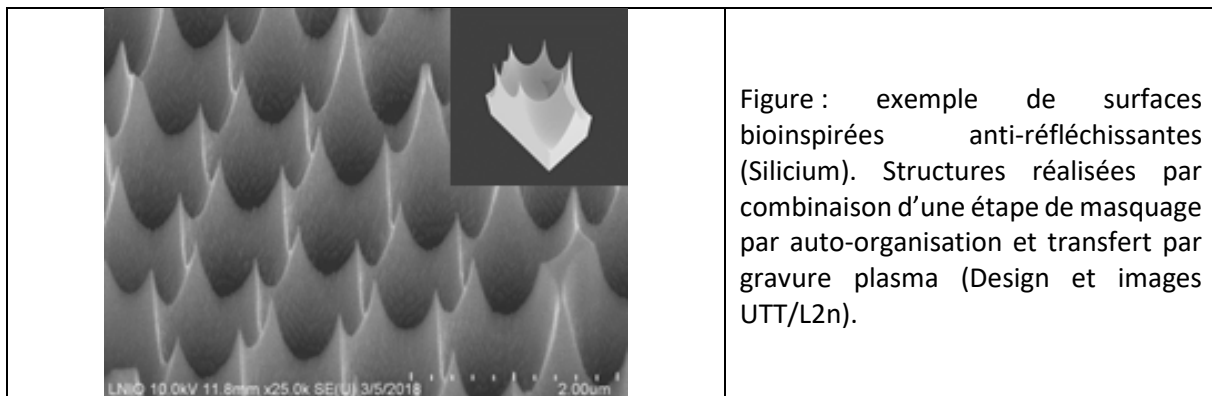 LNIO 10.0kV 11.8mm x25.0k SE(U) 3/5/2018 2.00um
Figure : exemple de surfaces
bioinspirées anti-réfléchissantes
(Silicium). Structures réalisées par
combinaison d'une étape de masquage
par auto-organisation et transfert par
gravure plasma (Design et images
UTT/L2n).